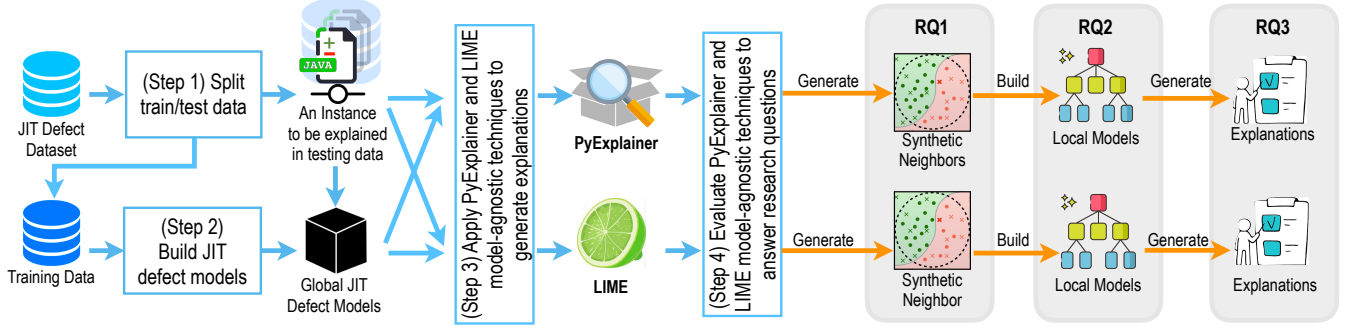 JIT Defect
Dataset
(Step 1) Split
train/test data
+
JAVA
An Instance
to be explained
in testing data
Training Data
(Step 2)
Build JIT
defect models
Global JIT
Defect Models
(Step 3) Apply PyExplainer and LIME
model-agnostic techniques to
generate explanations
PyExplainer
LIME
(Step 4) Evaluate PyExplainer and
LIME model-agnostic techniques to
answer research questions
RQ1
RQ2
RQ3
Generate
Synthetic
Neighbors
Build
Local Models
Generate
Explanations
Generate
Synthetic
Neighbor
Build
Local Models
Generate
Explanations